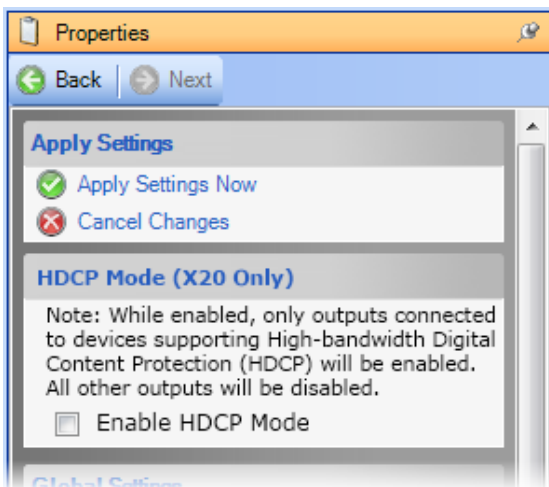 Properties
Back Next
Apply Settings
Apply Settings Now
Cancel Changes
HDCP Mode (X20 Only)
Note: While enabled, only outputs connected
to devices supporting High-bandwidth Digital
Content Protection (HDCP) will be enabled.
All other outputs will be disabled.
Enable HDCP Mode
Global Settings